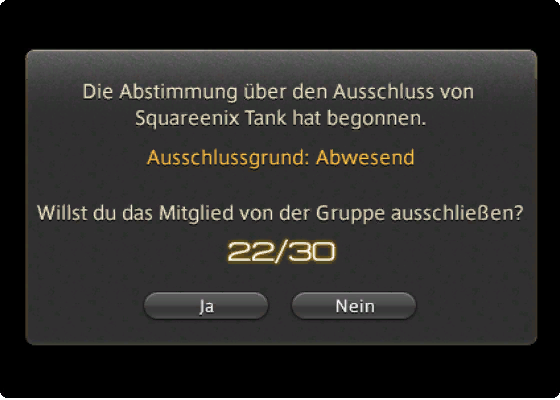 Die Abstimmung über den Ausschluss von
Squareenix Tank hat begonnen.
Ausschlussgrund: Abwesend
Willst du das Mitglied von der Gruppe ausschließen?
22/30
Ja Nein